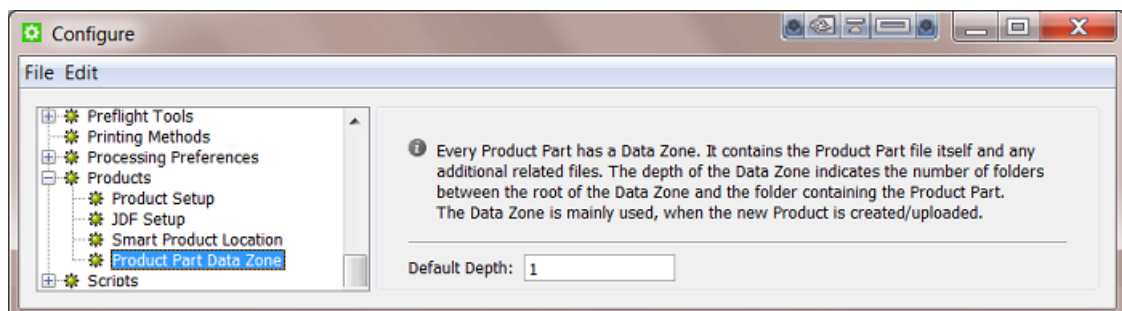 Configure
File Edit
Preflight Tools
Printing Methods
Processing Preferences
Products
Product Setup
JDF Setup
Smart Product Location
Product Part Data Zone
Scripts
Every Product Part has a Data Zone. It contains the Product Part file itself and any
additional related files. The depth of the Data Zone indicates the number of folders
between the root of the Data Zone and the folder containing the Product Part.
The Data Zone is mainly used, when the new Product is created/uploaded.
Default Depth: 1